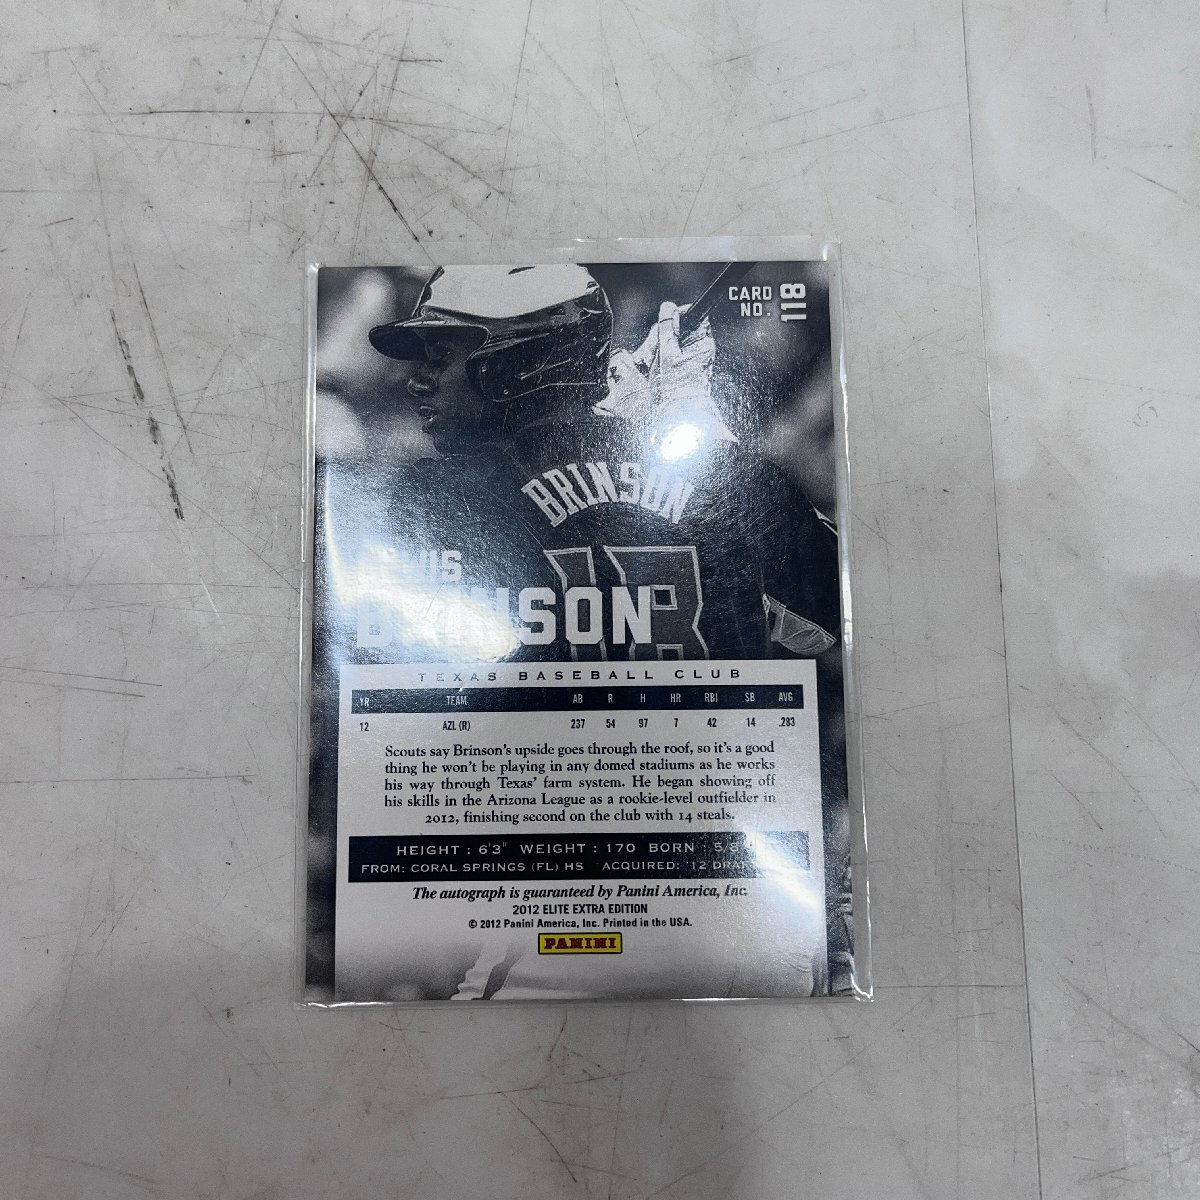 CARD
NO. 118
BRINSON
18
BRINSON
TEXAS BASEBALL CLUB
YR TEAM AB R H HR RBI SB AVG
12 AZL (R) 237 54 97 7 42 14 .283
Scouts say Brinson's upside goes through the roof, so it's a good
thing he won't be playing in any domed stadiums as he works
his way through Texas' farm system. He began showing off
his skills in the Arizona League as a rookie-level outfielder in
2012, finishing second on the club with 14 steals.
HEIGHT : 6'3" WEIGHT : 170 BORN :
FROM: CORAL SPRINGS (FL) HS ACQUIRED: '12
The autograph is guaranteed by Panini America, Inc.
2012 ELITE EXTRA EDITION
© 2012 Panini America, Inc. Printed in the USA.
PANINI